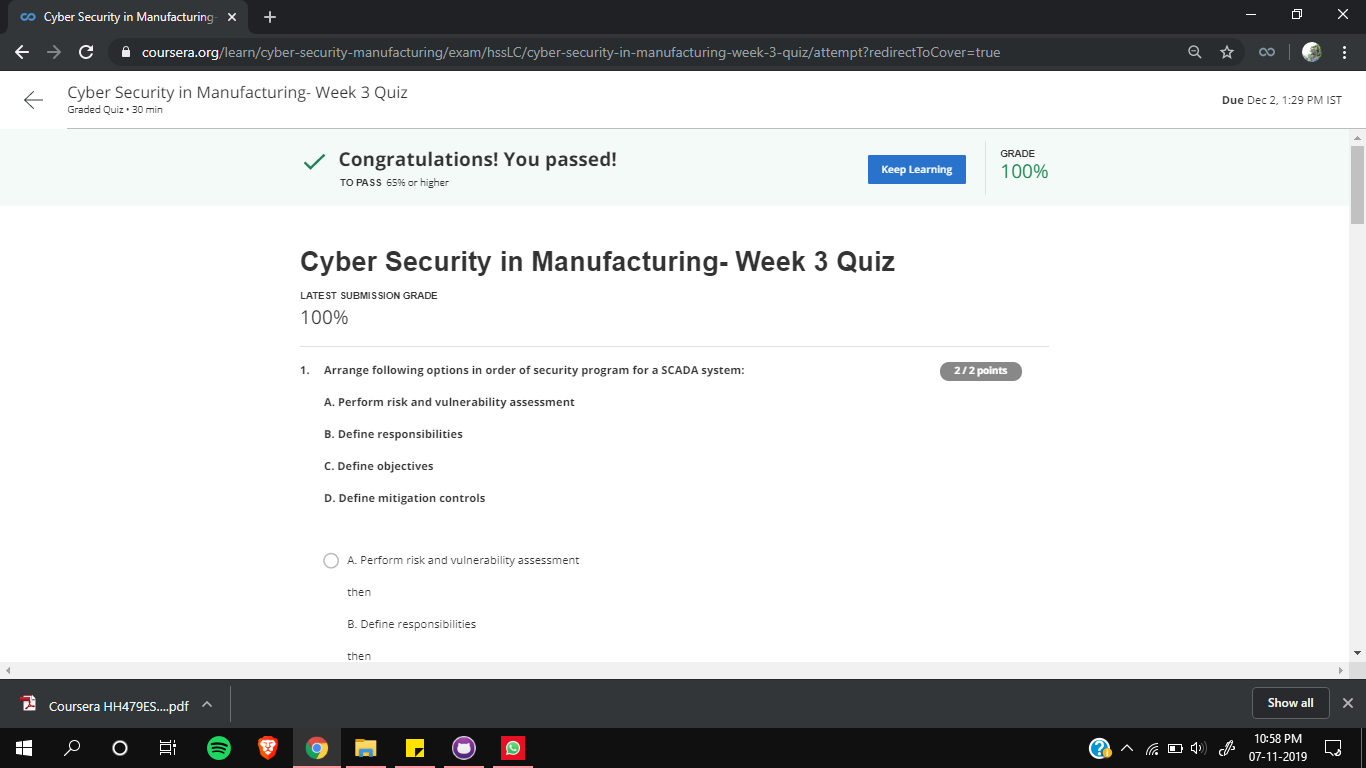 Cyber Security in Manufacturing-
coursera.org/learn/cyber-security-manufacturing/exam/hssLC/cyber-security-in-manufacturing-week-3-quiz/attempt?redirectToCover=true
Cyber Security in Manufacturing- Week 3 Quiz
Graded Quiz • 30 min
Due Dec 2, 1:29 PM IST
Congratulations! You passed!
TO PASS 65% or higher
Keep Learning
GRADE
100%
Cyber Security in Manufacturing- Week 3 Quiz
LATEST SUBMISSION GRADE
100%
1. Arrange following options in order of security program for a SCADA system:
2 / 2 points
A. Perform risk and vulnerability assessment
B. Define responsibilities
C. Define objectives
D. Define mitigation controls
A. Perform risk and vulnerability assessment
then
B. Define responsibilities
then
Coursera HH479ES....pdf
Show all
10:58 PM
07-11-2019